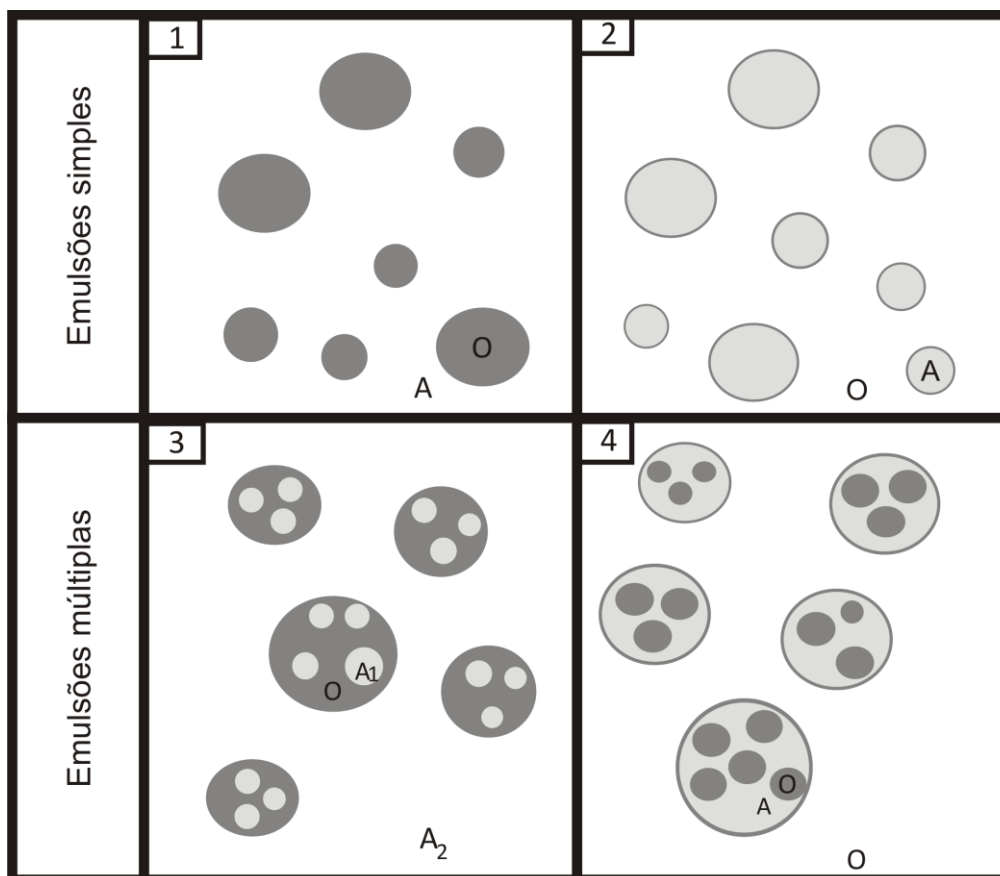 Emulsões simples
1
O
A
2
A
O
Emulsões múltiplas
3
A1
O
A2
4
O
A
O